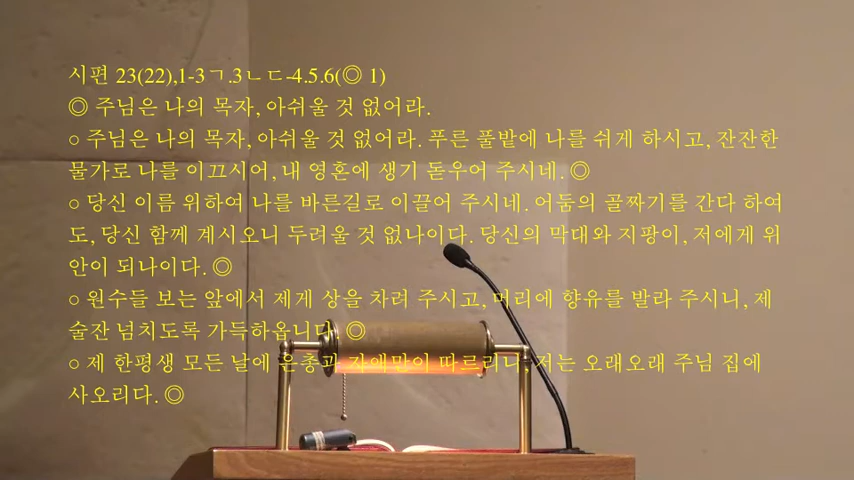 시편 23(22),1-3ㄱ.3ㄴㄷ-4.5.6(◎ 1)
◎ 주님은 나의 목자, 아쉬울 것 없어라.
○ 주님은 나의 목자, 아쉬울 것 없어라. 푸른 풀밭에 나를 쉬게 하시고, 잔잔한
물가로 나를 이끄시어, 내 영혼에 생기 돋우어 주시네. ◎
○ 당신 이름 위하여 나를 바른길로 이끌어 주시네. 어둠의 골짜기를 간다 하여
도, 당신 함께 계시오니 두려울 것 없나이다. 당신의 막대와 지팡이, 저에게 위
안이 되나이다. ◎
○ 원수들 보는 앞에서 제게 상을 차려 주시고, 머리에 향유를 발라 주시니, 제
술잔 넘치도록 가득하옵니다. ◎
○ 제 한평생 모든 날에 은총과 자애만이 따르리니, 저는 오래오래 주님 집에
사오리다. ◎